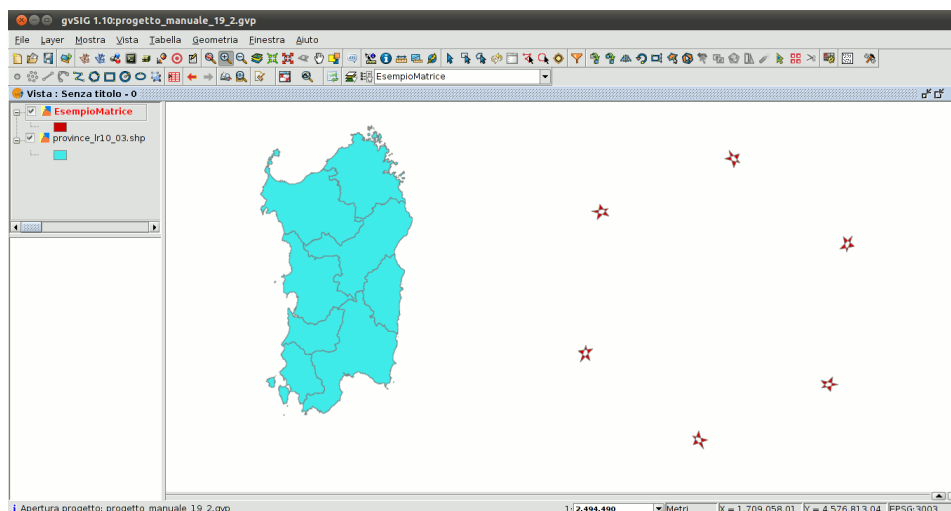 gvSIG 1.10:progetto_manuale_19_2.gvp
File Layer Mostra Vista Tabella Geometria Finestra Aiuto
EsempioMatrice
Vista : Senza titolo - 0
EsempioMatrice
province_lr10_03.shp
Apertura progetto: progetto_manuale_19_2.gvp
1: 2.494.490
Metri
X = 1.709.058,01
Y = 4.576.813,04
EPSG:3003